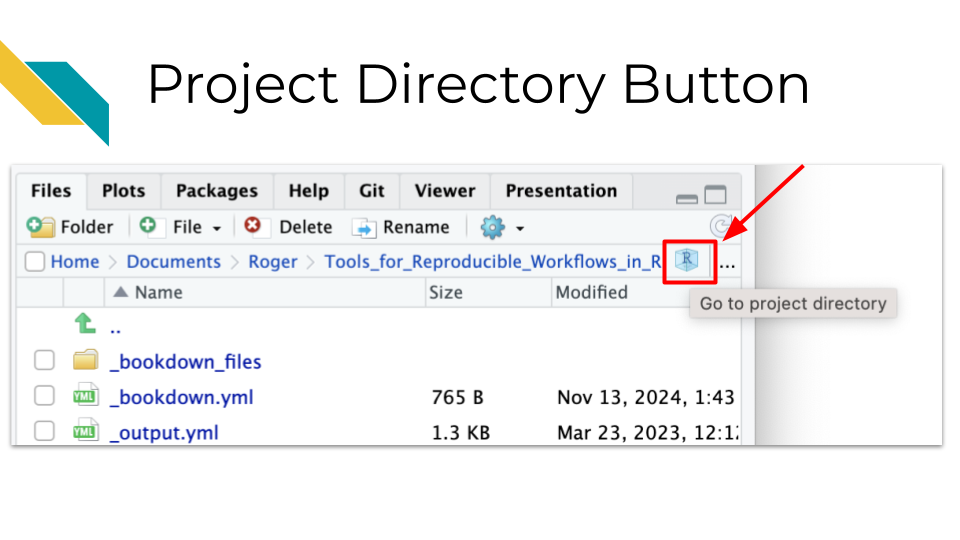 Project Directory Button
Files Plots Packages Help Git Viewer Presentation
Folder File Delete Rename
Home > Documents > Roger > Tools_for_Reproducible_Workflows_in_R R ...
Go to project directory
Name Size Modified
..
_bookdown_files
YML _bookdown.yml 765 B Nov 13, 2024, 1:43
YML _output.yml 1.3 KB Mar 23, 2023, 12:1